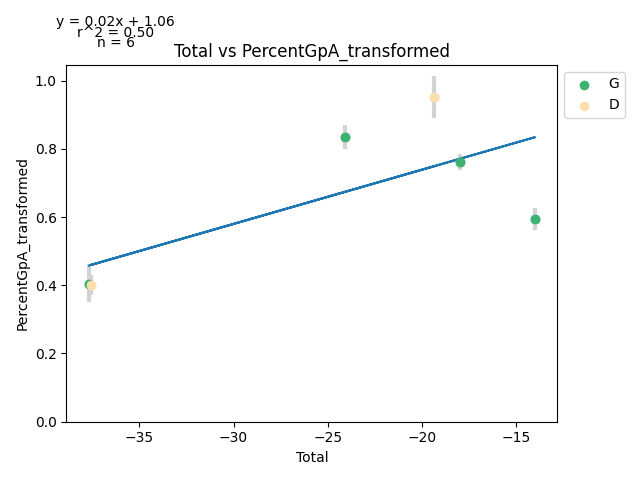 y = 0.02x + 1.06
r^2 = 0.50
n = 6
Total vs PercentGpA_transformed
G
D
PercentGpA_transformed
1.0
0.8
0.6
0.4
0.2
0.0
−35
−30
−25
−20
−15
Total